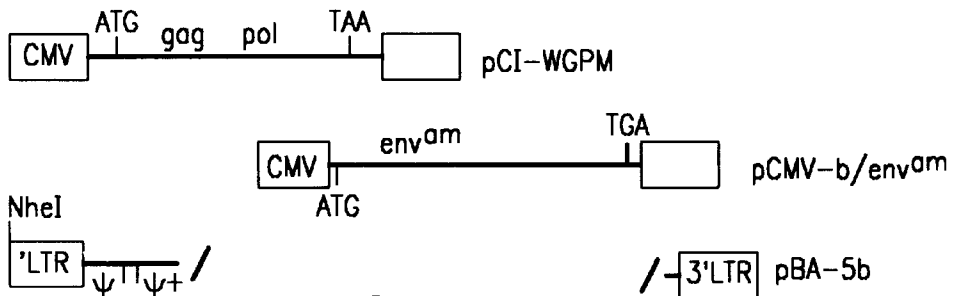 ATG gag pol TAA
CMV pCI-WGPM
env^am TGA
CMV pCMV-b/env^am
ATG
NheI
'LTR 3'LTR pBA-5b
ψ ψ+